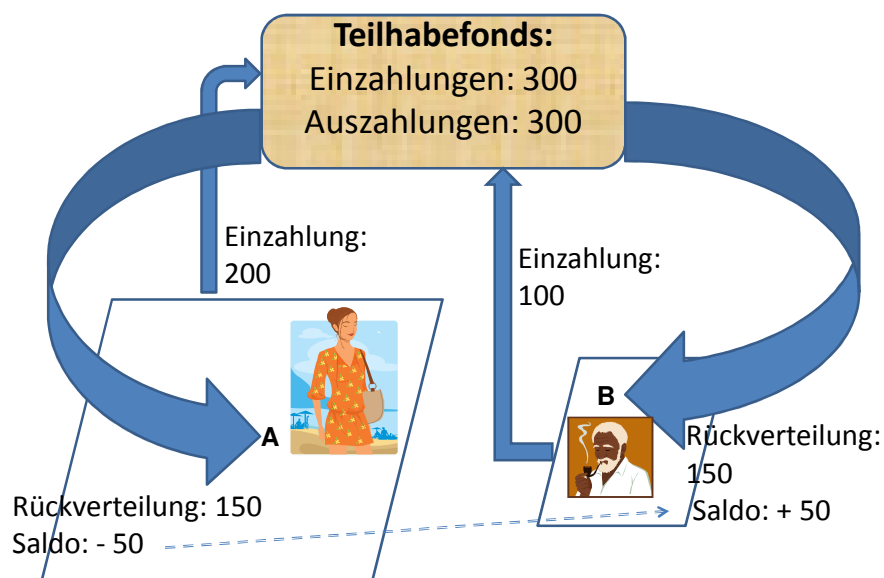 Teilhabefonds:
Einzahlungen: 300
Auszahlungen: 300
Einzahlung:
200
Einzahlung:
100
A
B
Rückverteilung: 150
Saldo: - 50
Rückverteilung:
150
Saldo: + 50